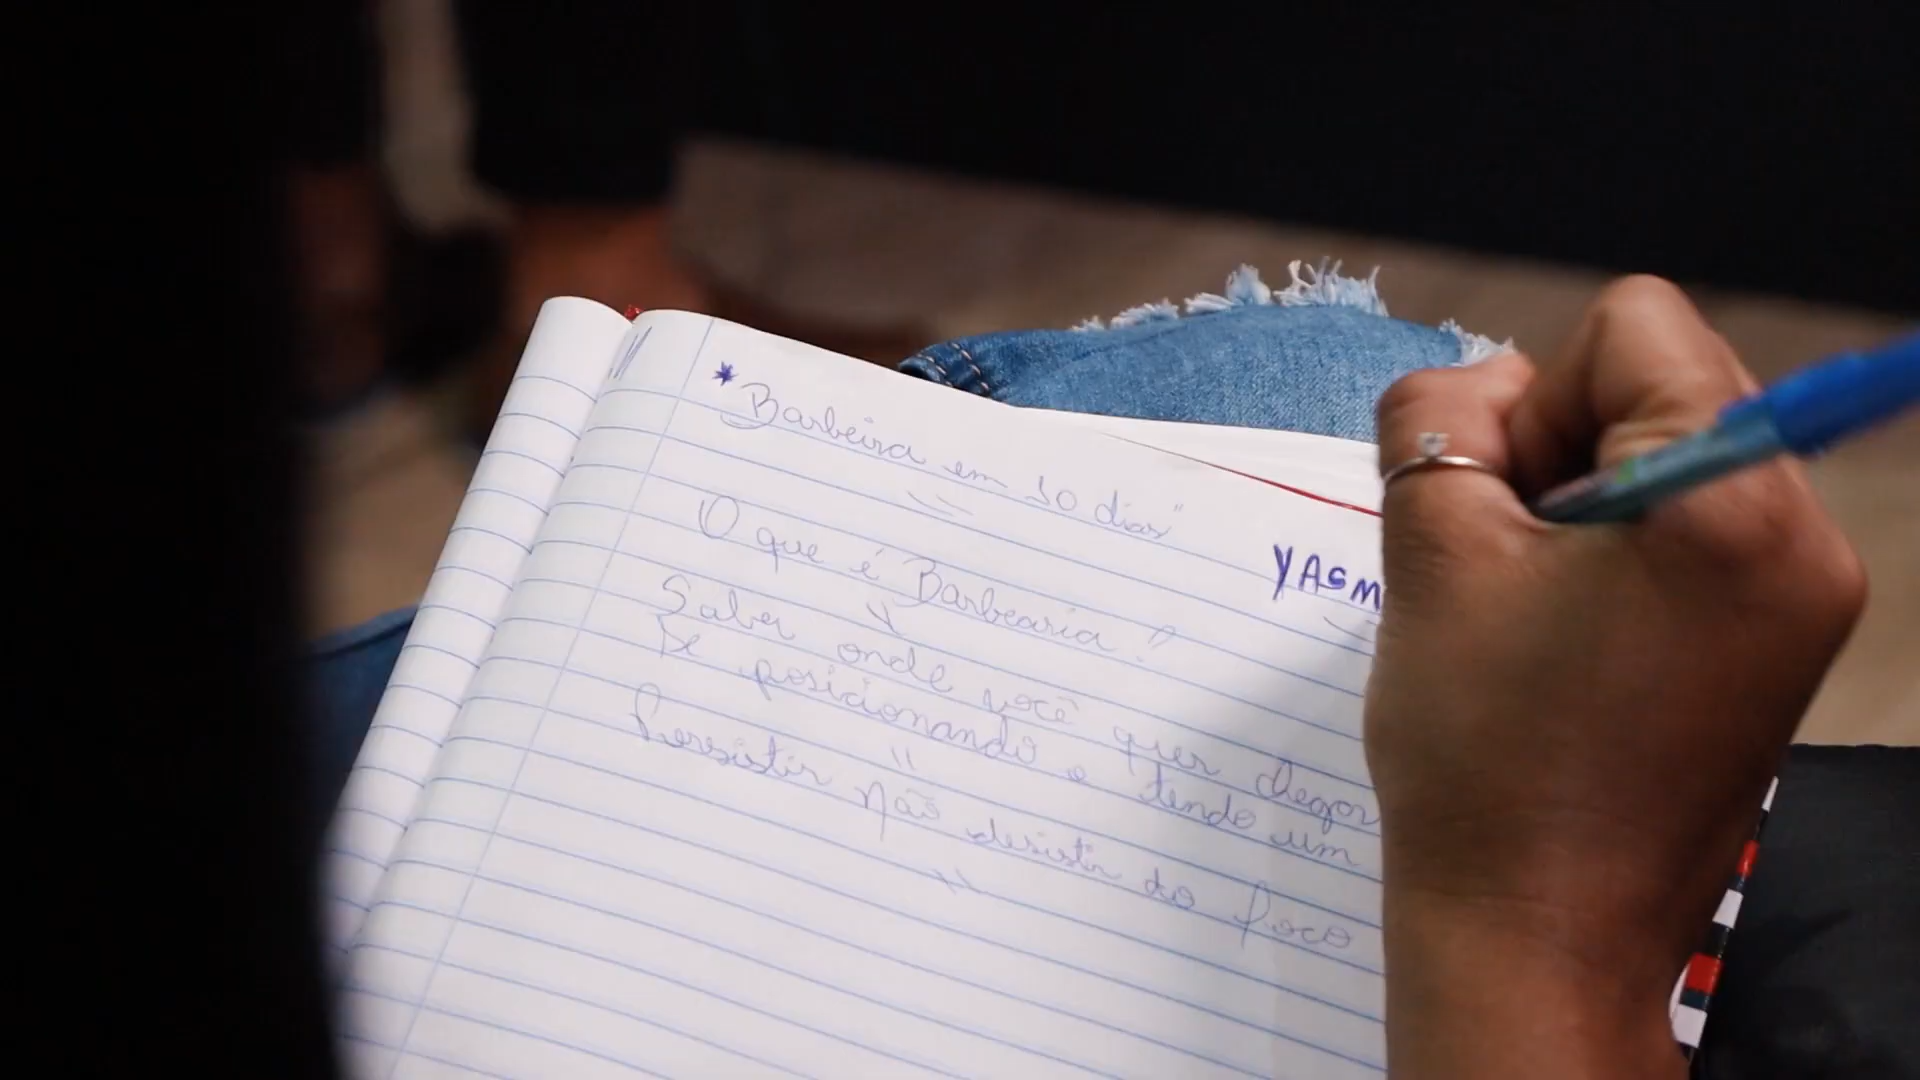 * Barbeira em 10 dias"
YASM
O que é Barbearia?
Saber onde você quer chegar
Se posicionando e tendo um foco
Persistir não desistir do